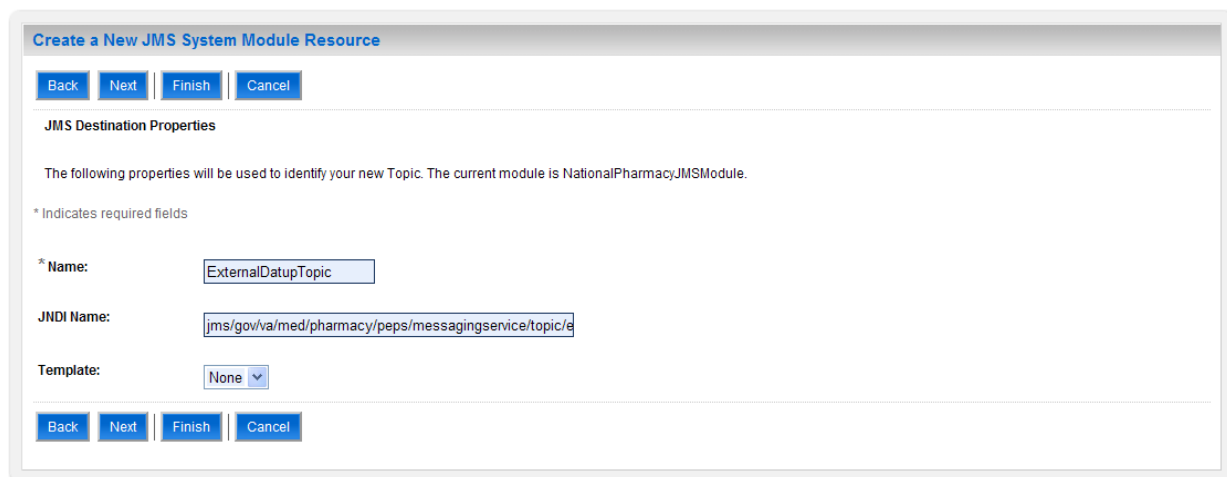 Create a New JMS System Module Resource
Back Next Finish Cancel
JMS Destination Properties
The following properties will be used to identify your new Topic. The current module is NationalPharmacyJMSModule.
* Indicates required fields
* Name: ExternalDatupTopic
JNDI Name: jms/gov/va/med/pharmacy/peps/messagingservice/topic/e
Template: None
Back Next Finish Cancel